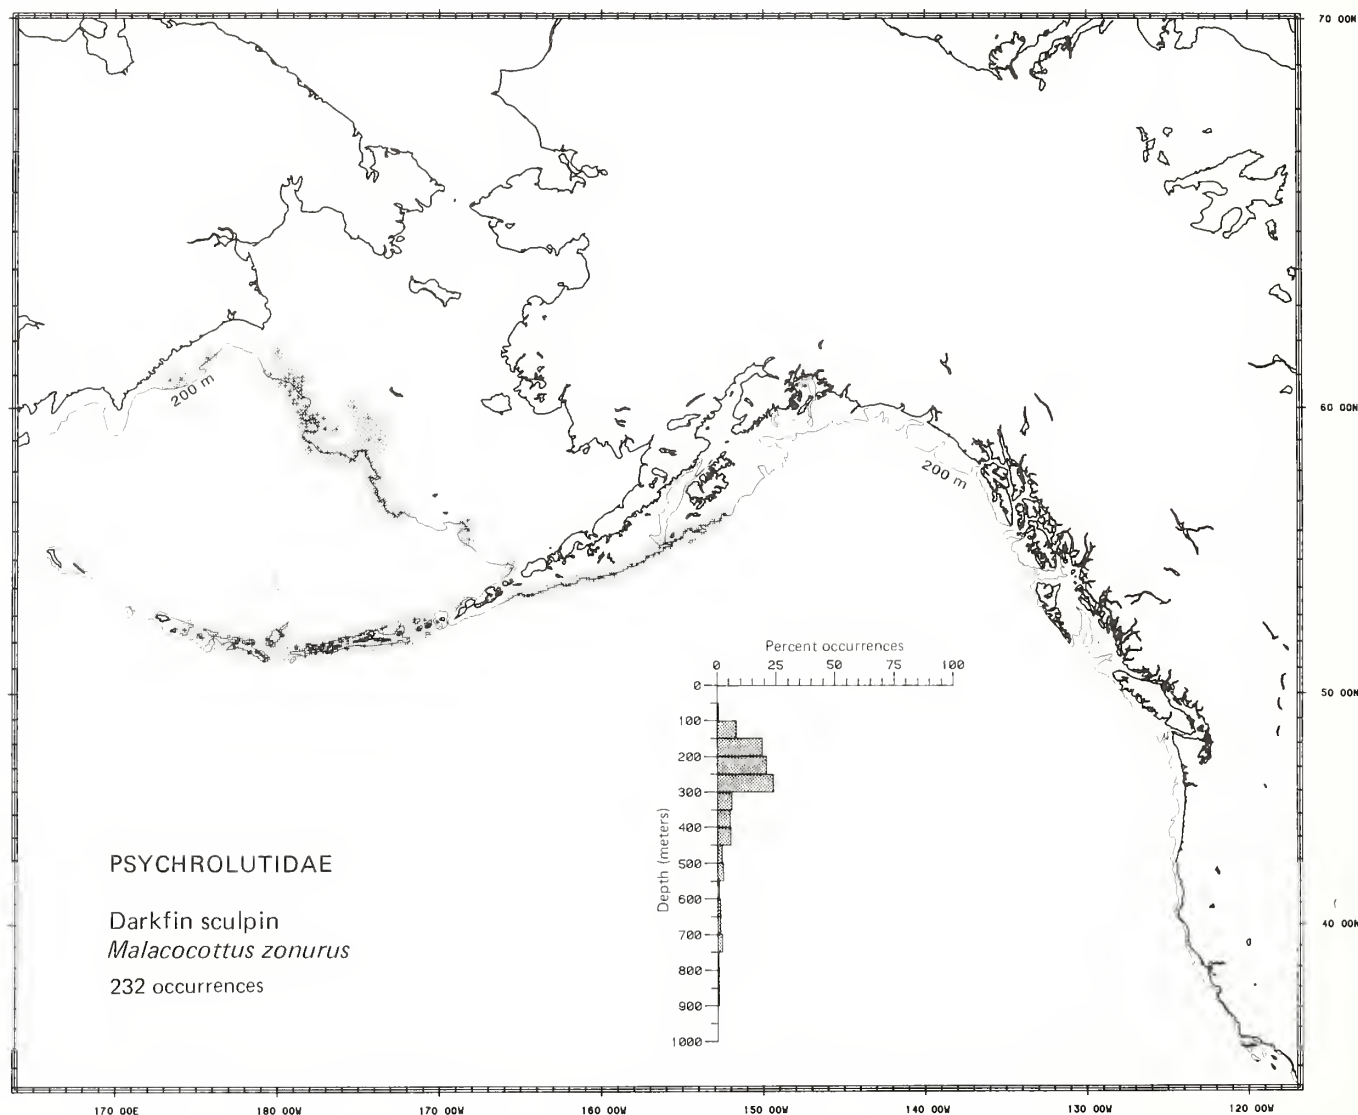 70 00N
200 m
60 00N
200 m
Percent occurrences
0 25 50 75 100
50 00N
0
100
200
300
400
500
600
700
800
900
1000
Depth (meters)
PSYCHROLUTIDAE
Darkfin sculpin
Malacocottus zonurus
232 occurrences
40 00N
170 00E 180 00W 170 00W 160 00W 150 00W 140 00W 130 00W 120 00W